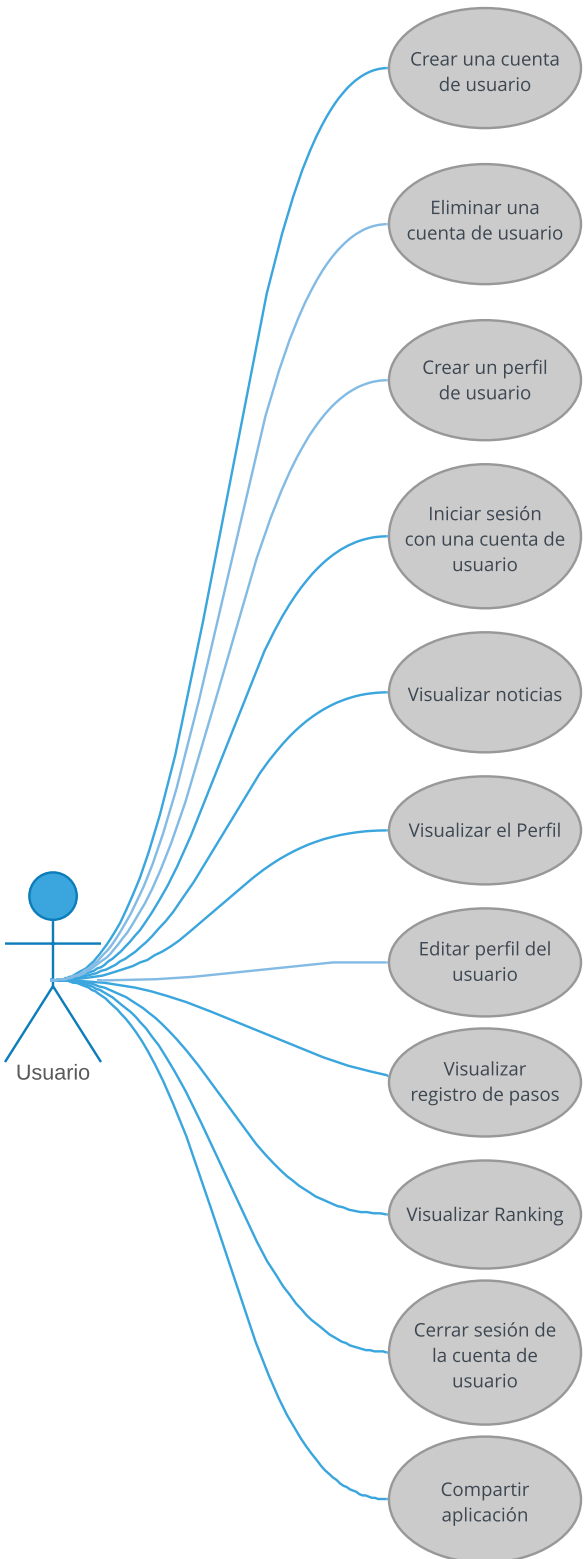 Crear una cuenta
de usuario
Eliminar una
cuenta de usuario
Crear un perfil
de usuario
Iniciar sesión
con una cuenta de
usuario
Visualizar noticias
Visualizar el Perfil
Editar perfil del
usuario
Visualizar
registro de pasos
Usuario
Visualizar Ranking
Cerrar sesión de
la cuenta de
usuario
Compartir
aplicación